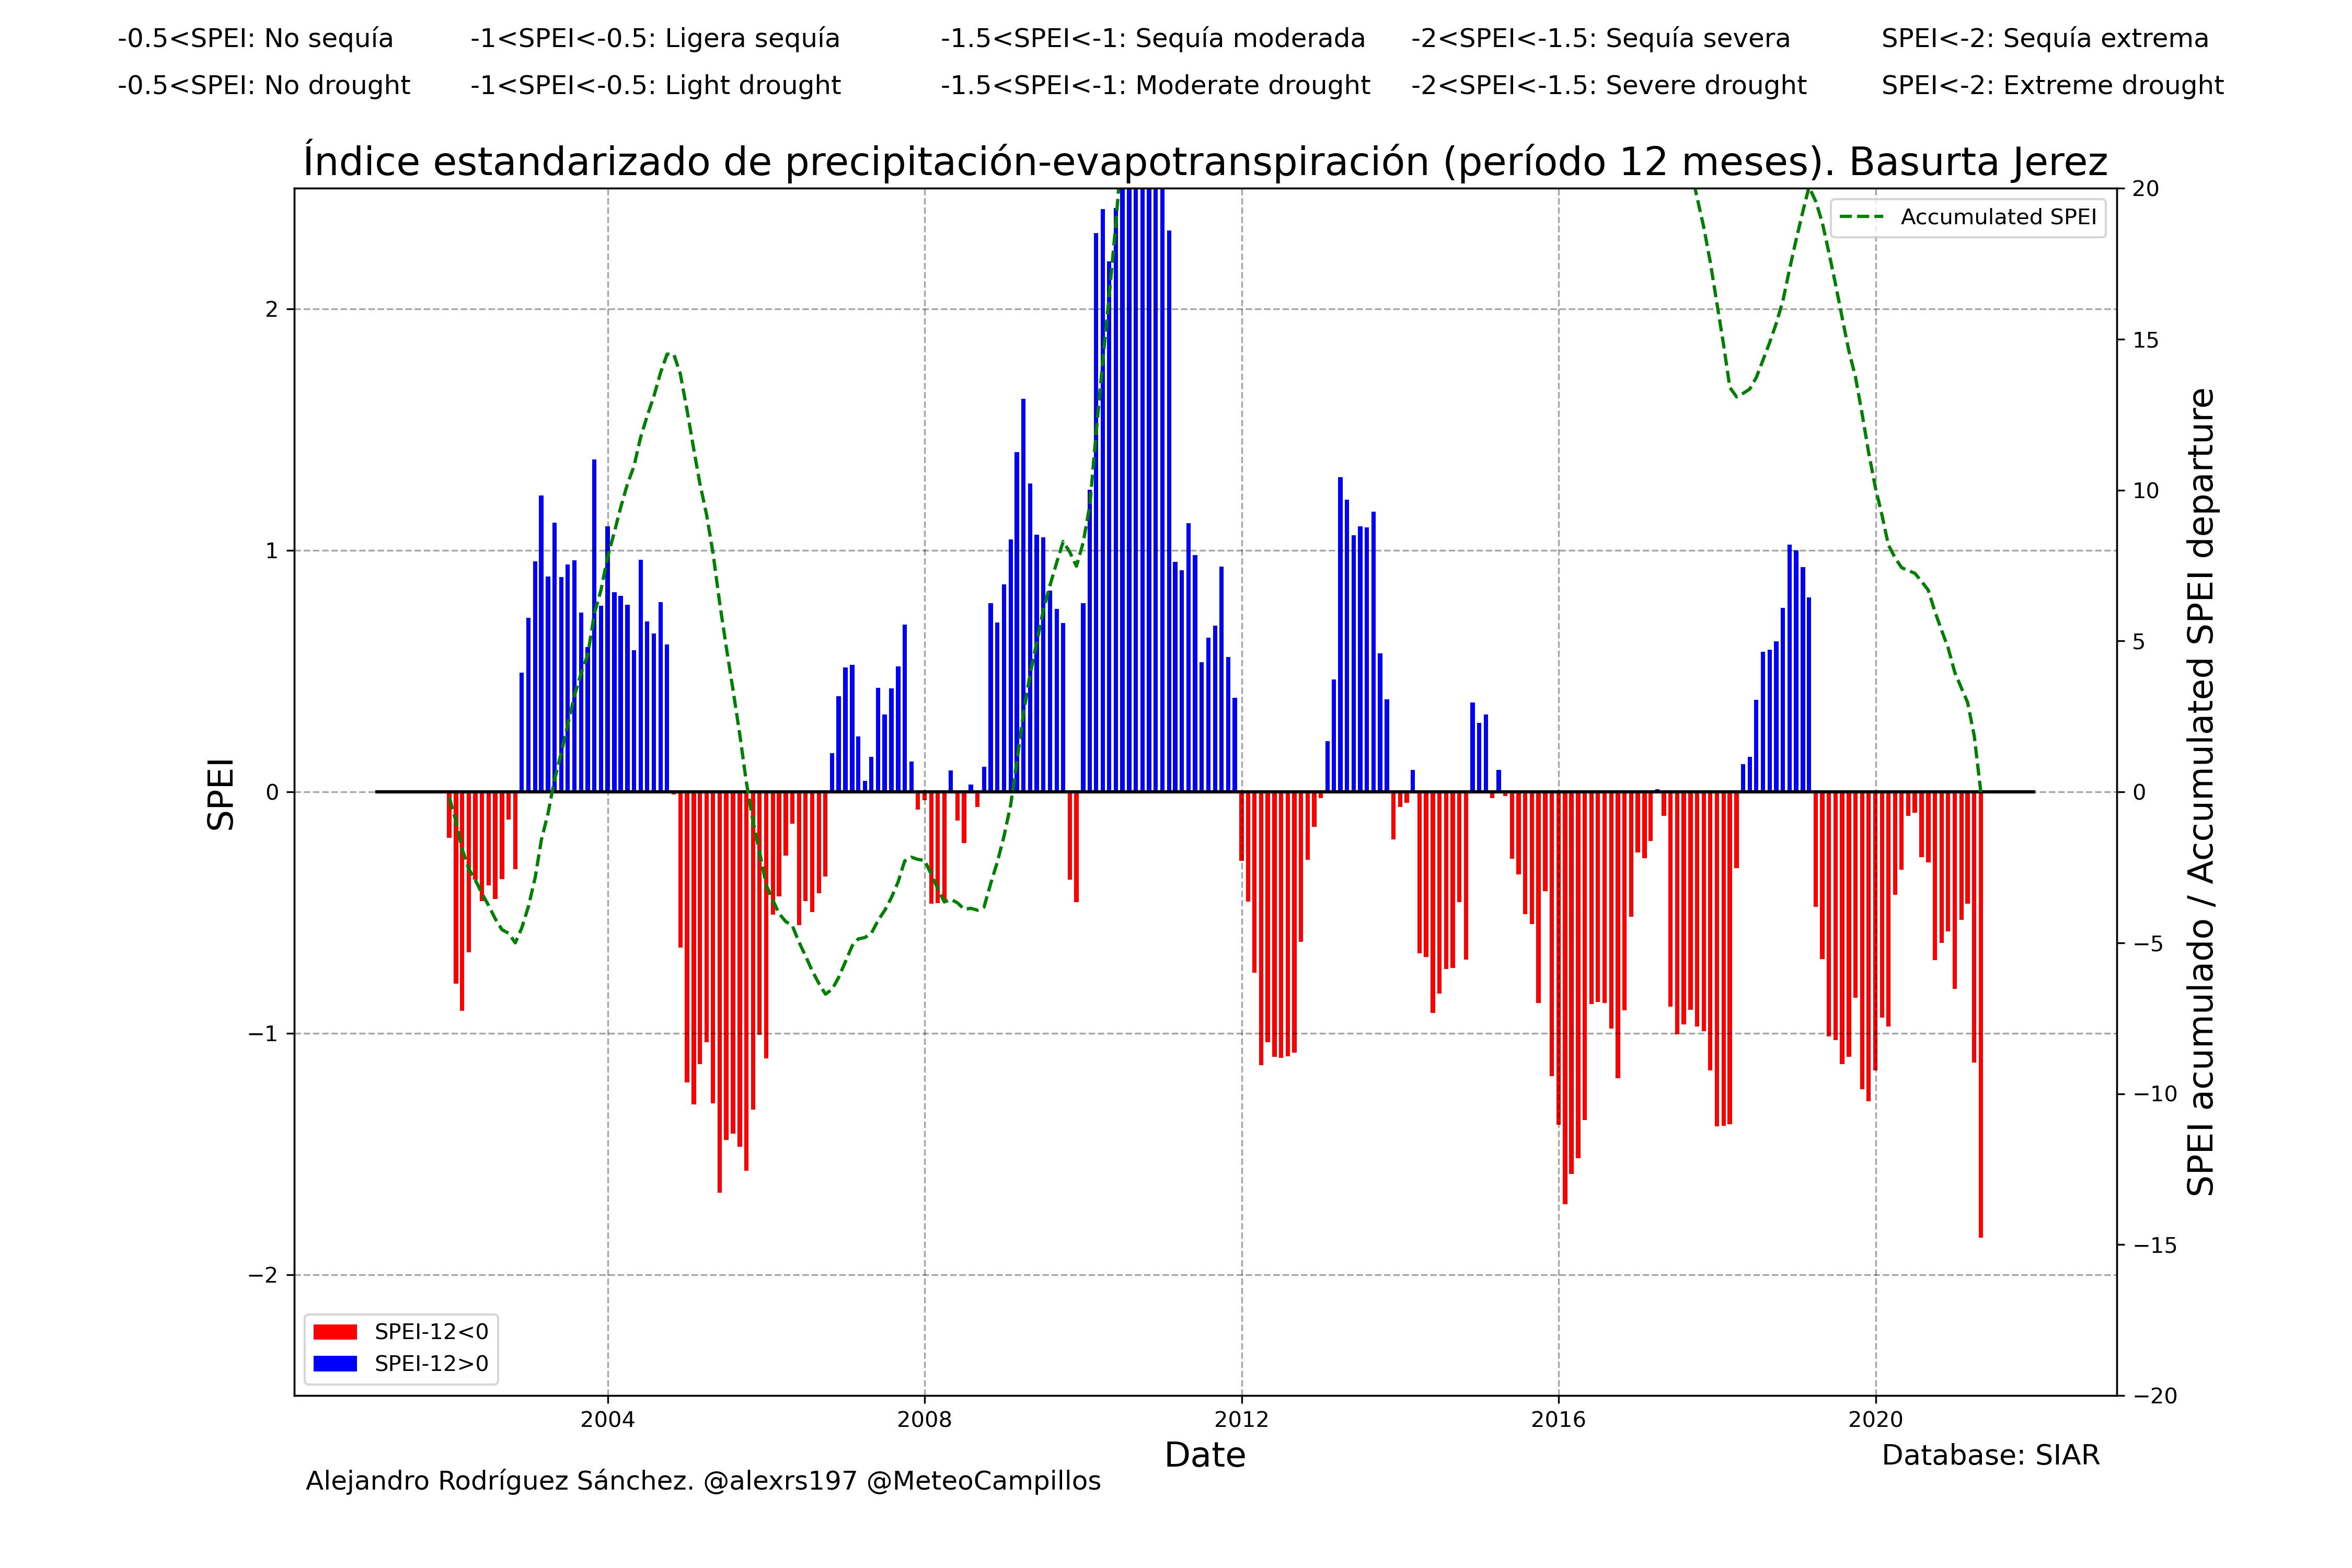 -0.5<SPEI: No sequía -1<SPEI<-0.5: Ligera sequía -1.5<SPEI<-1: Sequía moderada -2<SPEI<-1.5: Sequía severa SPEI<-2: Sequía extrema
-0.5<SPEI: No drought -1<SPEI<-0.5: Light drought -1.5<SPEI<-1: Moderate drought -2<SPEI<-1.5: Severe drought SPEI<-2: Extreme drought
Índice estandarizado de precipitación-evapotranspiración (período 12 meses). Basurta Jerez
SPEI
2
1
0
−1
−2
Accumulated SPEI
20
15
10
5
0
−5
−10
−15
−20
SPEI acumulado / Accumulated SPEI departure
SPEI-12<0
SPEI-12>0
2004 2008 2012 2016 2020
Date
Database: SIAR
Alejandro Rodríguez Sánchez. @alexrs197 @MeteoCampillos